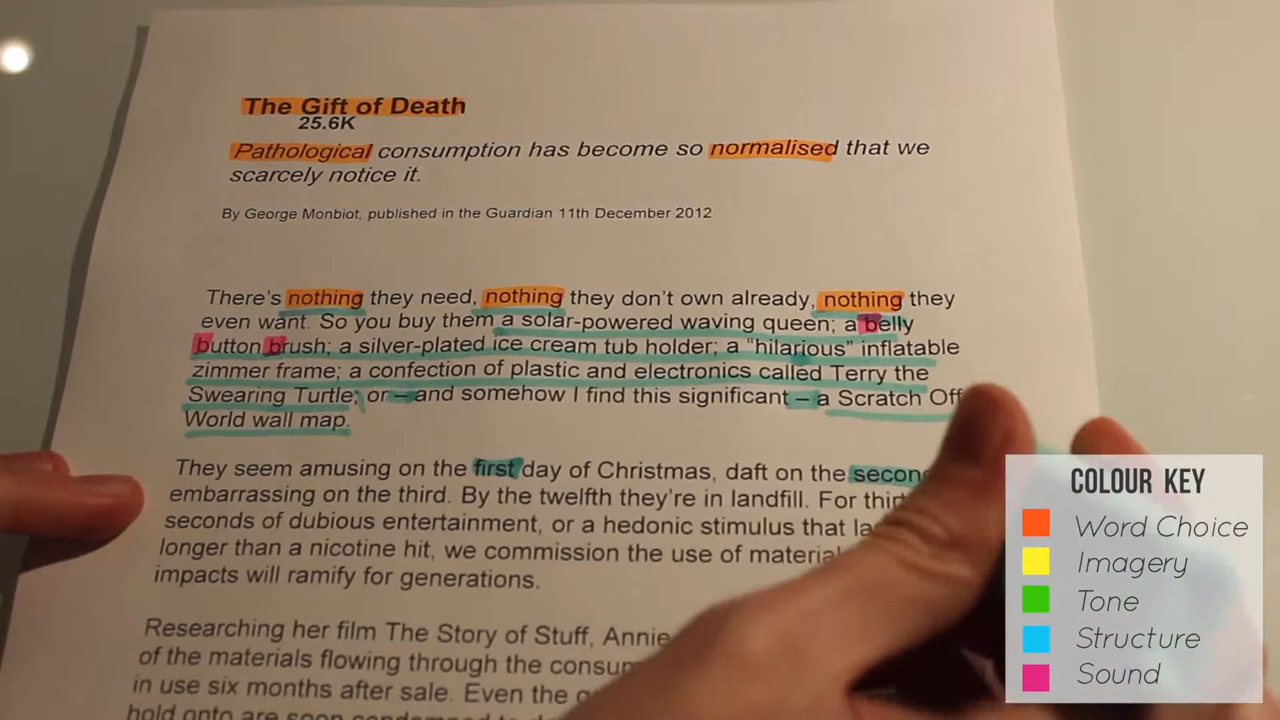 The Gift of Death
25.6K
Pathological consumption has become so normalised that we
scarcely notice it.
By George Monbiot, published in the Guardian 11th December 2012
There's nothing they need, nothing they don't own already, nothing they
even want. So you buy them a solar-powered waving queen; a belly
button brush; a silver-plated ice cream tub holder; a “hilarious” inflatable
zimmer frame; a confection of plastic and electronics called Terry the
Swearing Turtle; or – and somehow I find this significant – a Scratch Off
World wall map.
They seem amusing on the first day of Christmas, daft on the
embarrassing on the third. By the twelfth they're in landfill. For
seconds of dubious entertainment, or a hedonic stimulus that
longer than a nicotine hit, we commission the use of
impacts will ramify for generations.
Researching her film The Story of Stuff, Annie
of the materials flowing through the
in use six months after sale. Even the
hold onto are soon condemned to
COLOUR KEY
Word Choice
Imagery
Tone
Structure
Sound